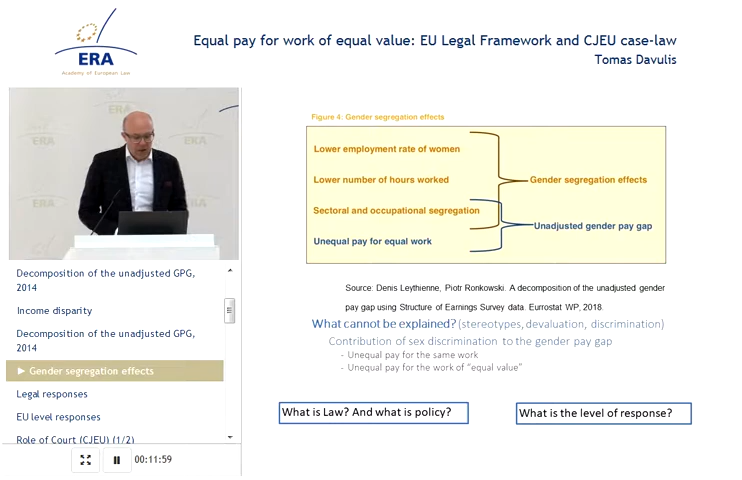 ERA
Academy of European Law
Equal pay for work of equal value: EU Legal Framework and CJEU case-law
Tomas Davulis
ERA
ERA
ERA
ERA
Decomposition of the unadjusted GPG,
2014
Income disparity
Decomposition of the unadjusted GPG,
2014
► Gender segregation effects
Legal responses
EU level responses
Role of Court (CJEU) (1/2)
00:11:59
Figure 4: Gender segregation effects
Lower employment rate of women
Lower number of hours worked
Gender segregation effects
Sectoral and occupational segregation
Unadjusted gender pay gap
Unequal pay for equal work
Source: Denis Leythienne, Piotr Ronkowski. A decomposition of the unadjusted gender
pay gap using Structure of Earnings Survey data. Eurostat WP, 2018.
What cannot be explained? (stereotypes, devaluation, discrimination)
Contribution of sex discrimination to the gender pay gap
- Unequal pay for the same work
- Unequal pay for the work of “equal value”
What is Law? And what is policy?
What is the level of response?